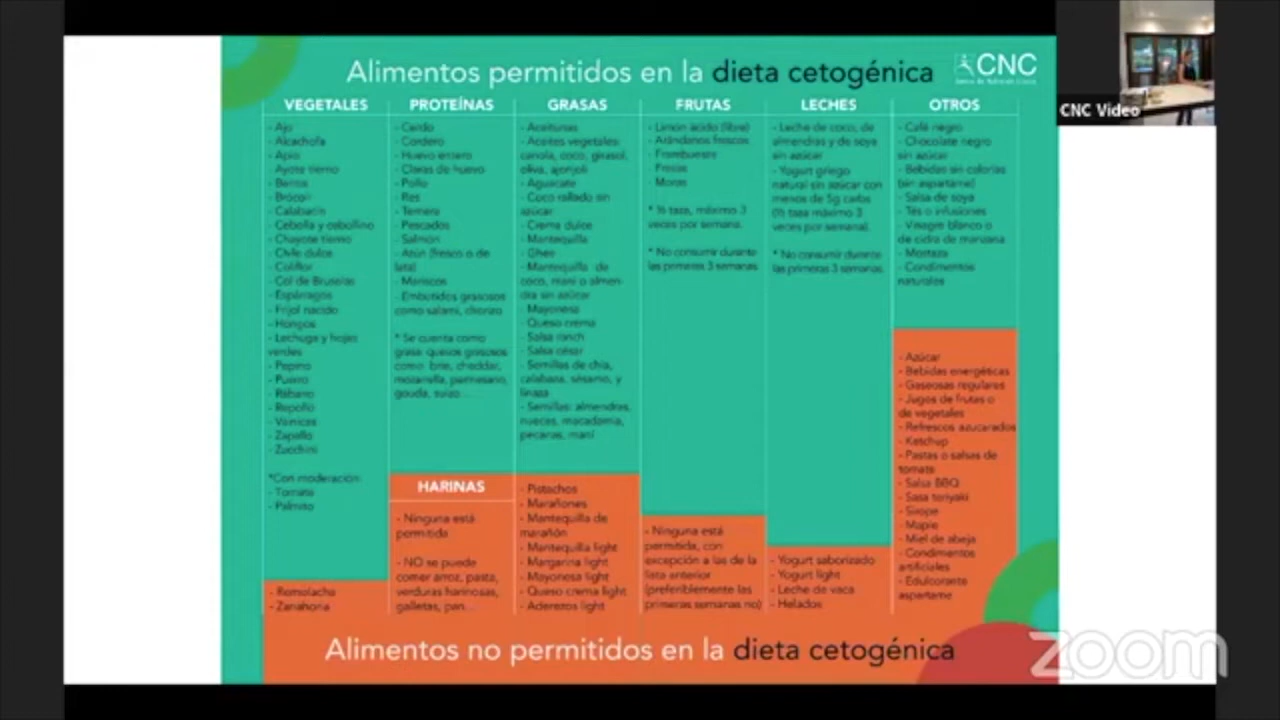 Alimentos permitidos en la dieta cetogénica
CNC
CNC Video
VEGETALES
- Ajo
- Alcachofa
- Apio
- Ayote tierno
- Berros
- Brócoli
- Calabacín
- Cebolla y cebollino
- Chayote tierno
- Chile dulce
- Coliflor
- Col de Bruselas
- Espárragos
- Frijol nacido
- Hongos
- Lechuga y hojas
verdes
- Pepino
- Puerro
- Rábano
- Repollo
- Vainicas
- Zapallo
- Zucchini
*Con moderación:
- Tomate
- Palmito
- Remolacha
- Zanahoria
PROTEÍNAS
- Cerdo
- Cordero
- Huevo entero
- Claras de huevo
- Pollo
- Res
- Ternera
- Pescados
- Salmón
- Atún (fresco o de
lata)
- Mariscos
- Embutidos grasosos
como salami, chorizo
* Se cuenta como
grasa: quesos grasosos
como brie, cheddar,
mozarella, parmesano,
gouda, suizo...
HARINAS
- Ninguna está
permitida
- NO se puede
comer arroz, pasta,
verduras harinosas,
galletas, pan...
GRASAS
- Aceitunas
- Aceites vegetales:
canola, coco, girasol,
oliva, ajonjolí
- Aguacate
- Coco rallado sin
azúcar
- Crema dulce
- Mantequilla
- Ghee
- Mantequilla de
coco, maní o almen-
dra sin azúcar
- Mayonesa
- Queso crema
- Salsa ranch
- Salsa césar
- Semillas de chía,
calabaza, sésamo, y
linaza
- Semillas: almendras,
nueces, macadamia,
pecanas, maní
- Pistachos
- Marañones
- Mantequilla de
marañón
- Mantequilla light
- Margarina light
- Mayonesa light
- Queso crema light
- Aderezos light
FRUTAS
- Limón ácido (libre)
- Arándanos frescos
- Frambuesas
- Fresas
- Moras
* ½ taza, máximo 3
veces por semana.
* No consumir durante
las primeras 3 semanas
- Ninguna está
permitida, con
excepción a las de la
lista anterior
(preferiblemente las
primeras semanas no)
LECHES
- Leche de coco, de
almendras y de soya
sin azúcar
- Yogurt griego
natural sin azúcar con
menos de 5g carbs
(½ taza máximo 3
veces por semana).
* No consumir durante
las primeras 3 semanas
- Yogurt saborizado
- Yogurt light
- Leche de vaca
- Helados
OTROS
- Café negro
- Chocolate negro
sin azúcar
- Bebidas sin calorías
(sin aspartame)
- Salsa de soya
- Tés o infusiones
- Vinagre blanco o
de cidra de manzana
- Mostaza
- Condimentos
naturales
- Azúcar
- Bebidas energéticas
- Gaseosas regulares
- Jugos de frutas o
de vegetales
- Refrescos azucarados
- Ketchup
- Pastas o salsas de
tomate
- Salsa BBQ
- Sasa teriyaki
- Sirope
- Maple
- Miel de abeja
- Condimentos
artificiales
- Edulcorante
aspartame
Alimentos no permitidos en la dieta cetogénica
zoom